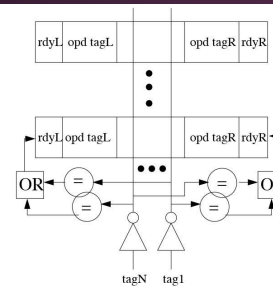 rdyL opd tagL opd tagR rdyR
rdyL opd tagL opd tagR rdyR
OR = = O
= =
tagN tag1